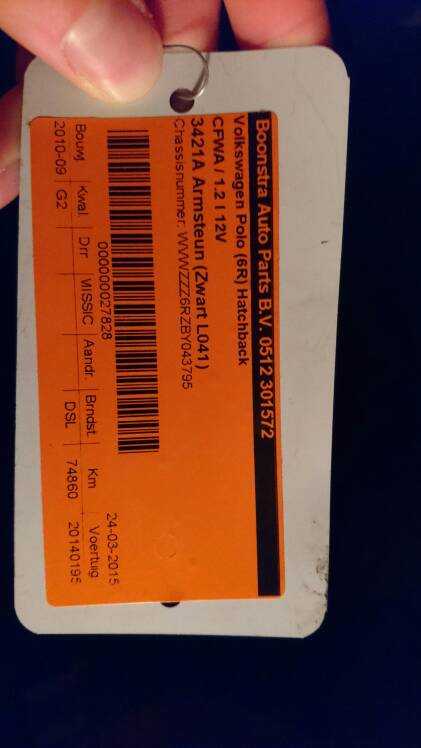 Boonstra Auto Parts B.V. 0512 301572
Volkswagen Polo (6R) Hatchback
CFWA / 1.2 I 12V
3421A Armsteun (Zwart L041)
Chassisnummer: WVWZZZ6RZBY043795
000000027828
24-03-2015
Bouwj Kwal. Drr MISSIC Aandr. Brndst Km Voertuig
2010-09 G2 DSL 74860 20140195